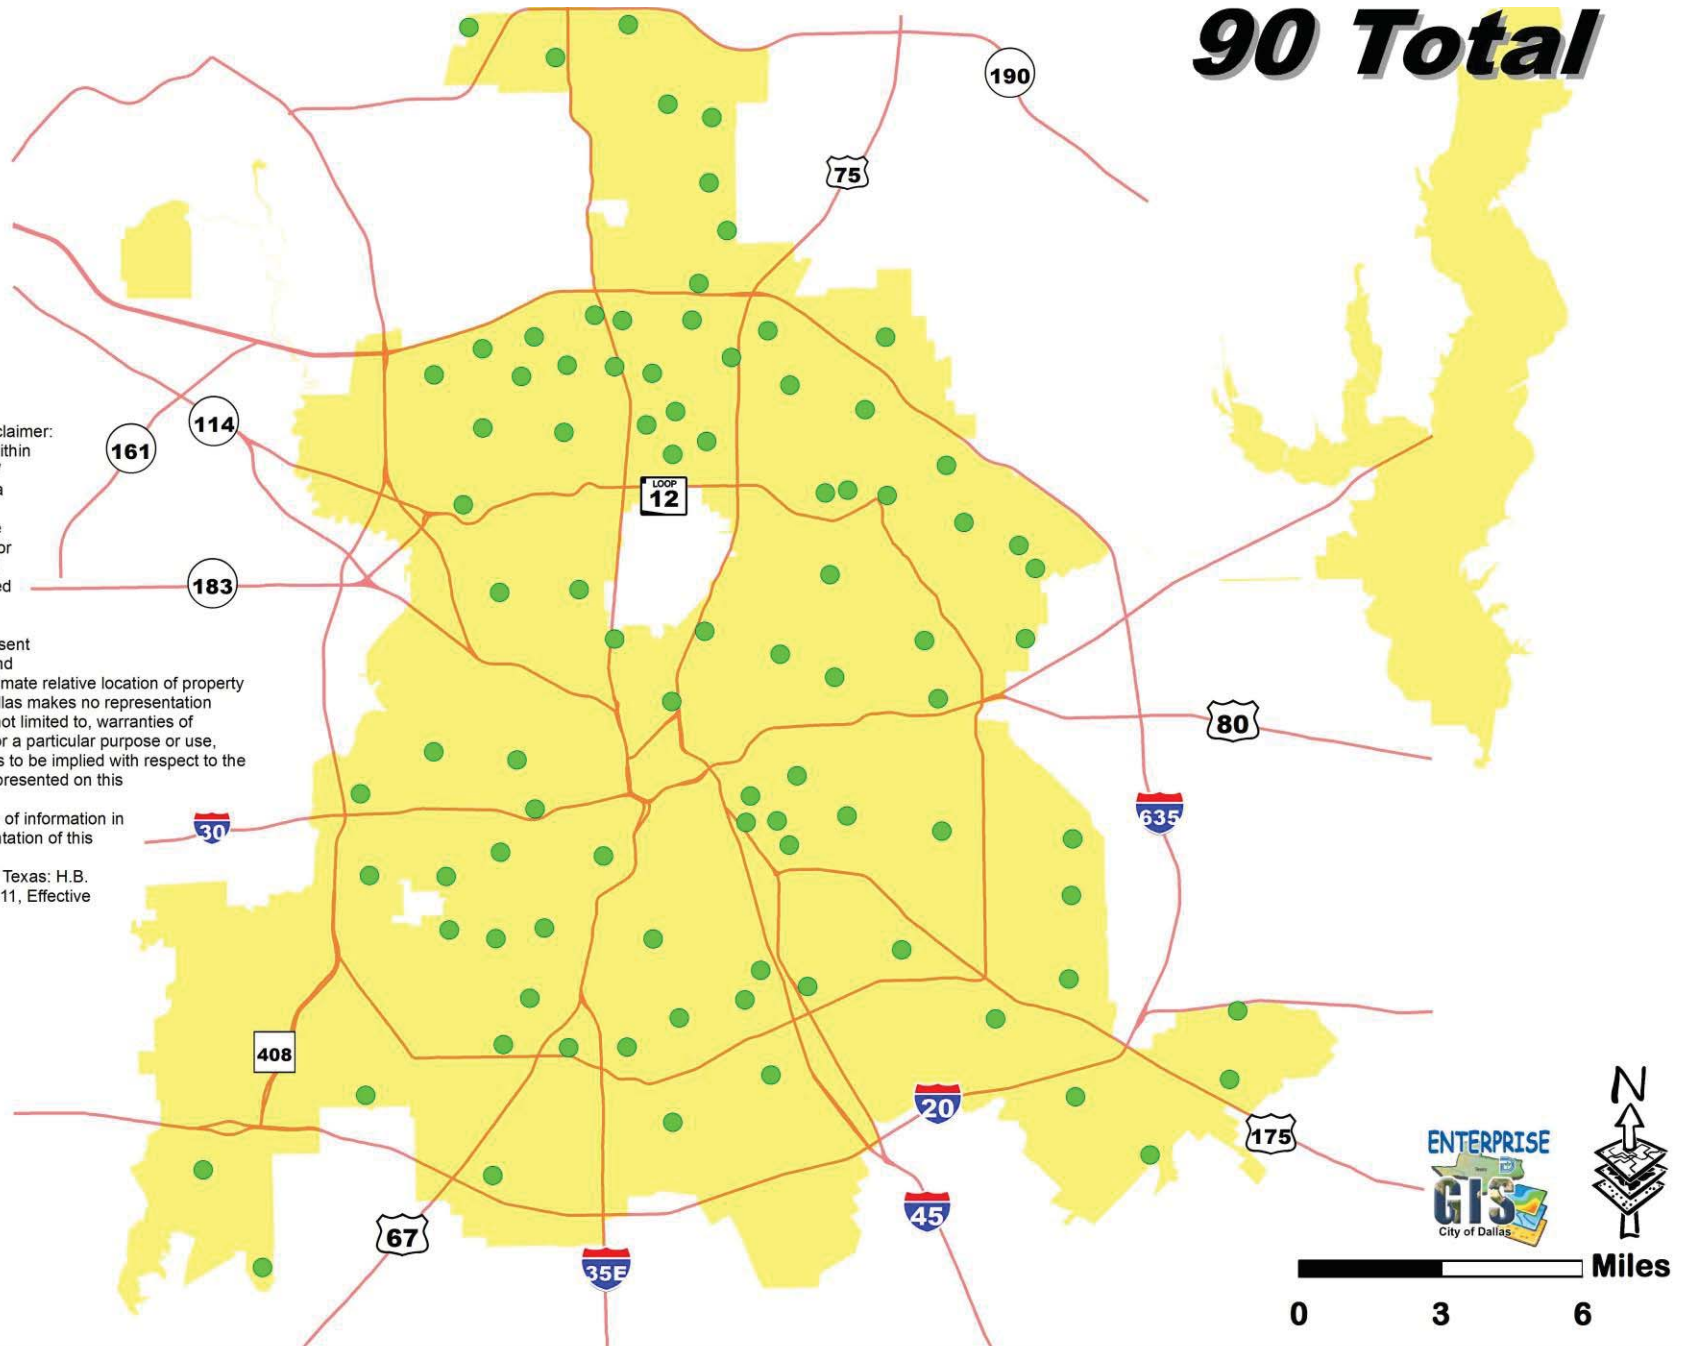 90 Total
190
75
claimer:
ithin
a
or
ed
sent
nd
mate relative location of property
llas makes no representation
not limited to, warranties of
or a particular purpose or use,
s to be implied with respect to the
presented on this
of information in
ntation of this
Texas: H.B.
11, Effective
114
161
LOOP
12
183
80
30
635
408
20
175
67
45
35E
N
ENTERPRISE
GIS
City of Dallas
Miles
0 3 6